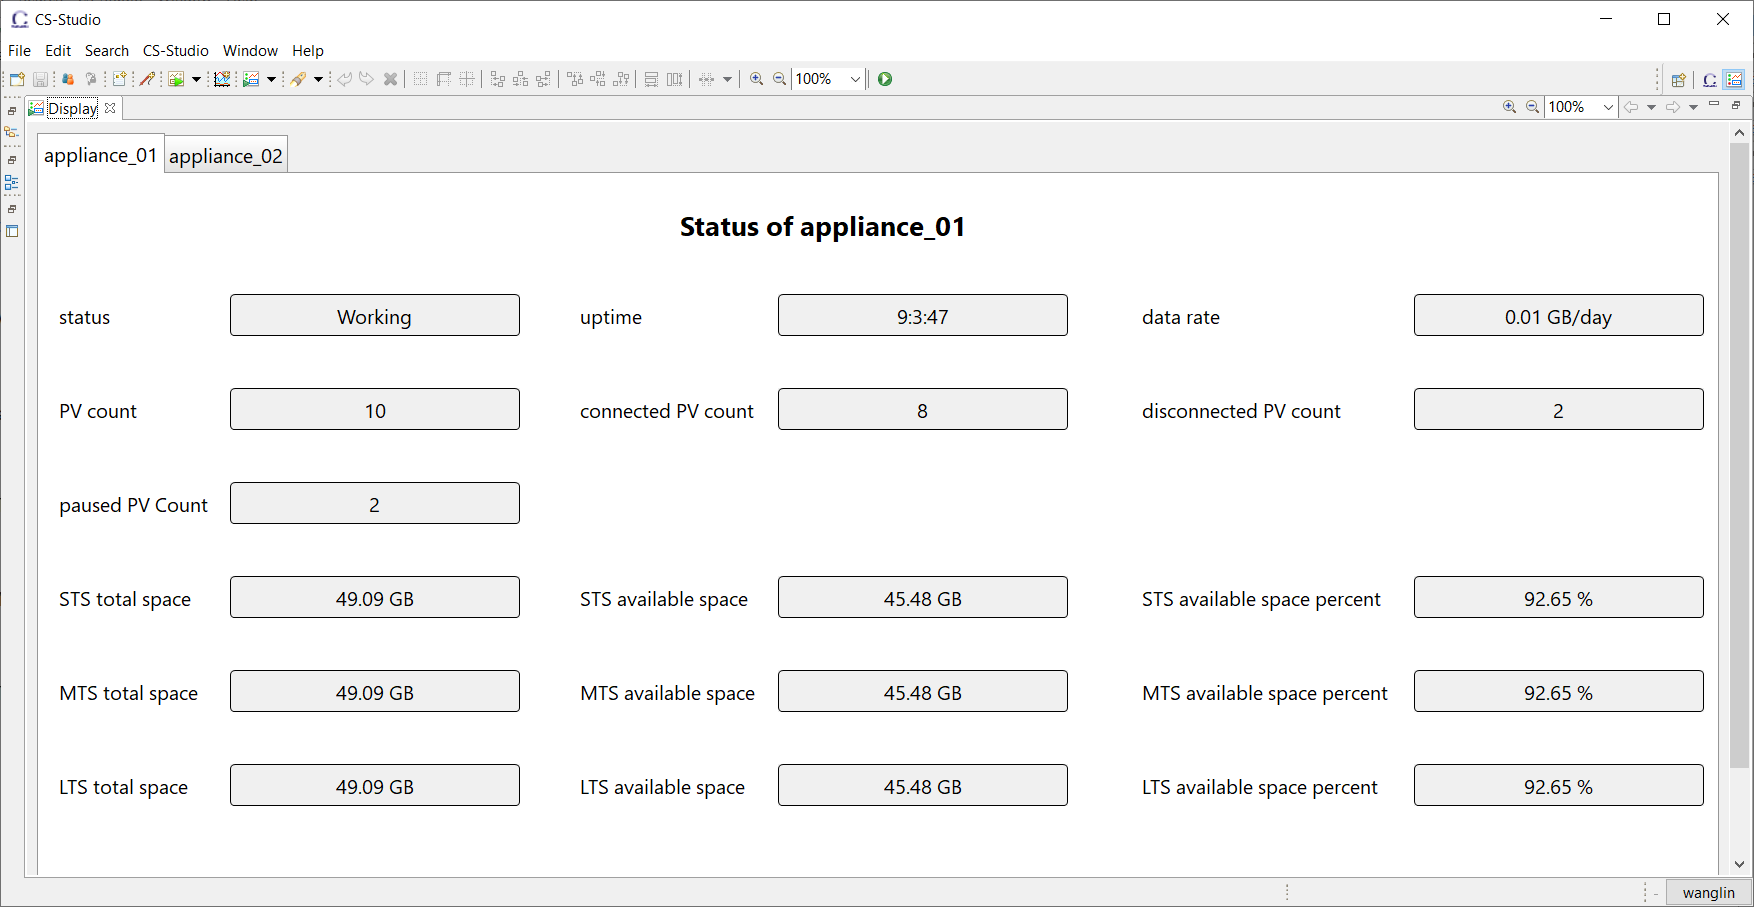 CS-Studio
File Edit Search CS-Studio Window Help
100%
Display 100%
appliance_01 appliance_02
Status of appliance_01
status Working uptime 9:3:47 data rate 0.01 GB/day
PV count 10 connected PV count 8 disconnected PV count 2
paused PV Count 2
STS total space 49.09 GB STS available space 45.48 GB STS available space percent 92.65 %
MTS total space 49.09 GB MTS available space 45.48 GB MTS available space percent 92.65 %
LTS total space 49.09 GB LTS available space 45.48 GB LTS available space percent 92.65 %
wanglin